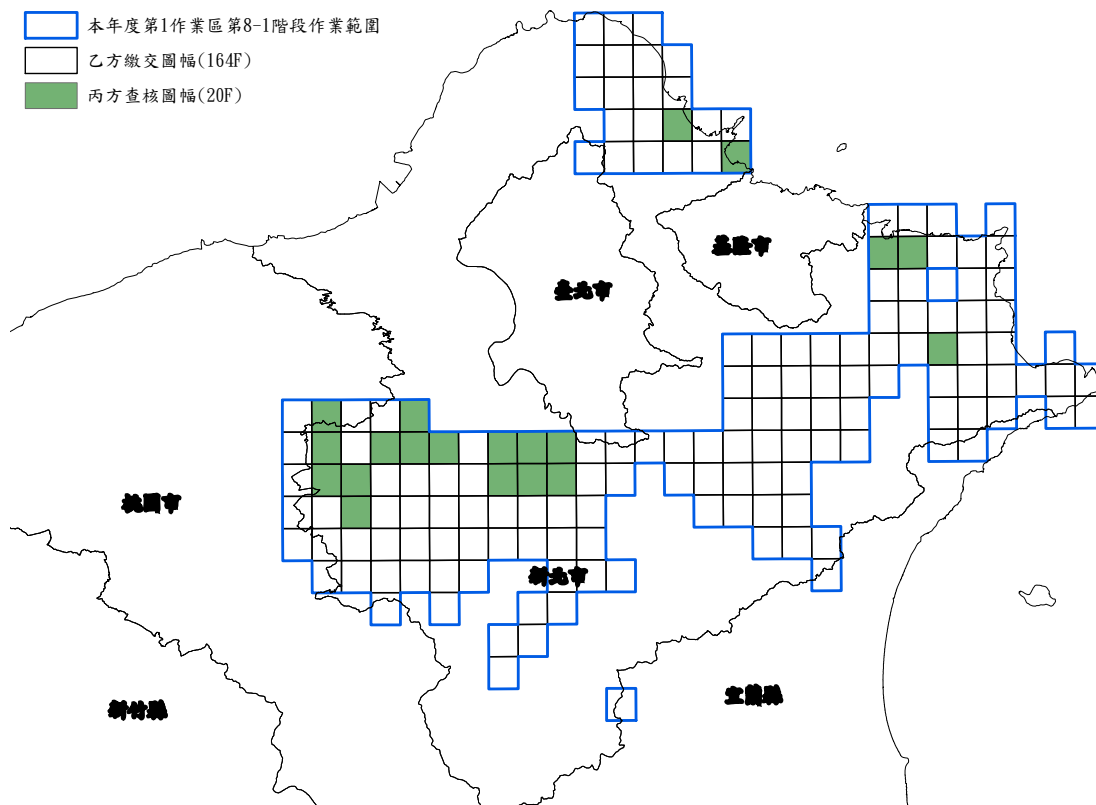 本年度第1作業區第8-1階段作業範圍
乙方繳交圖幅(164F)
丙方查核圖幅(20F)
基隆市
臺北市
桃園市
新北市
新竹縣
宜蘭縣